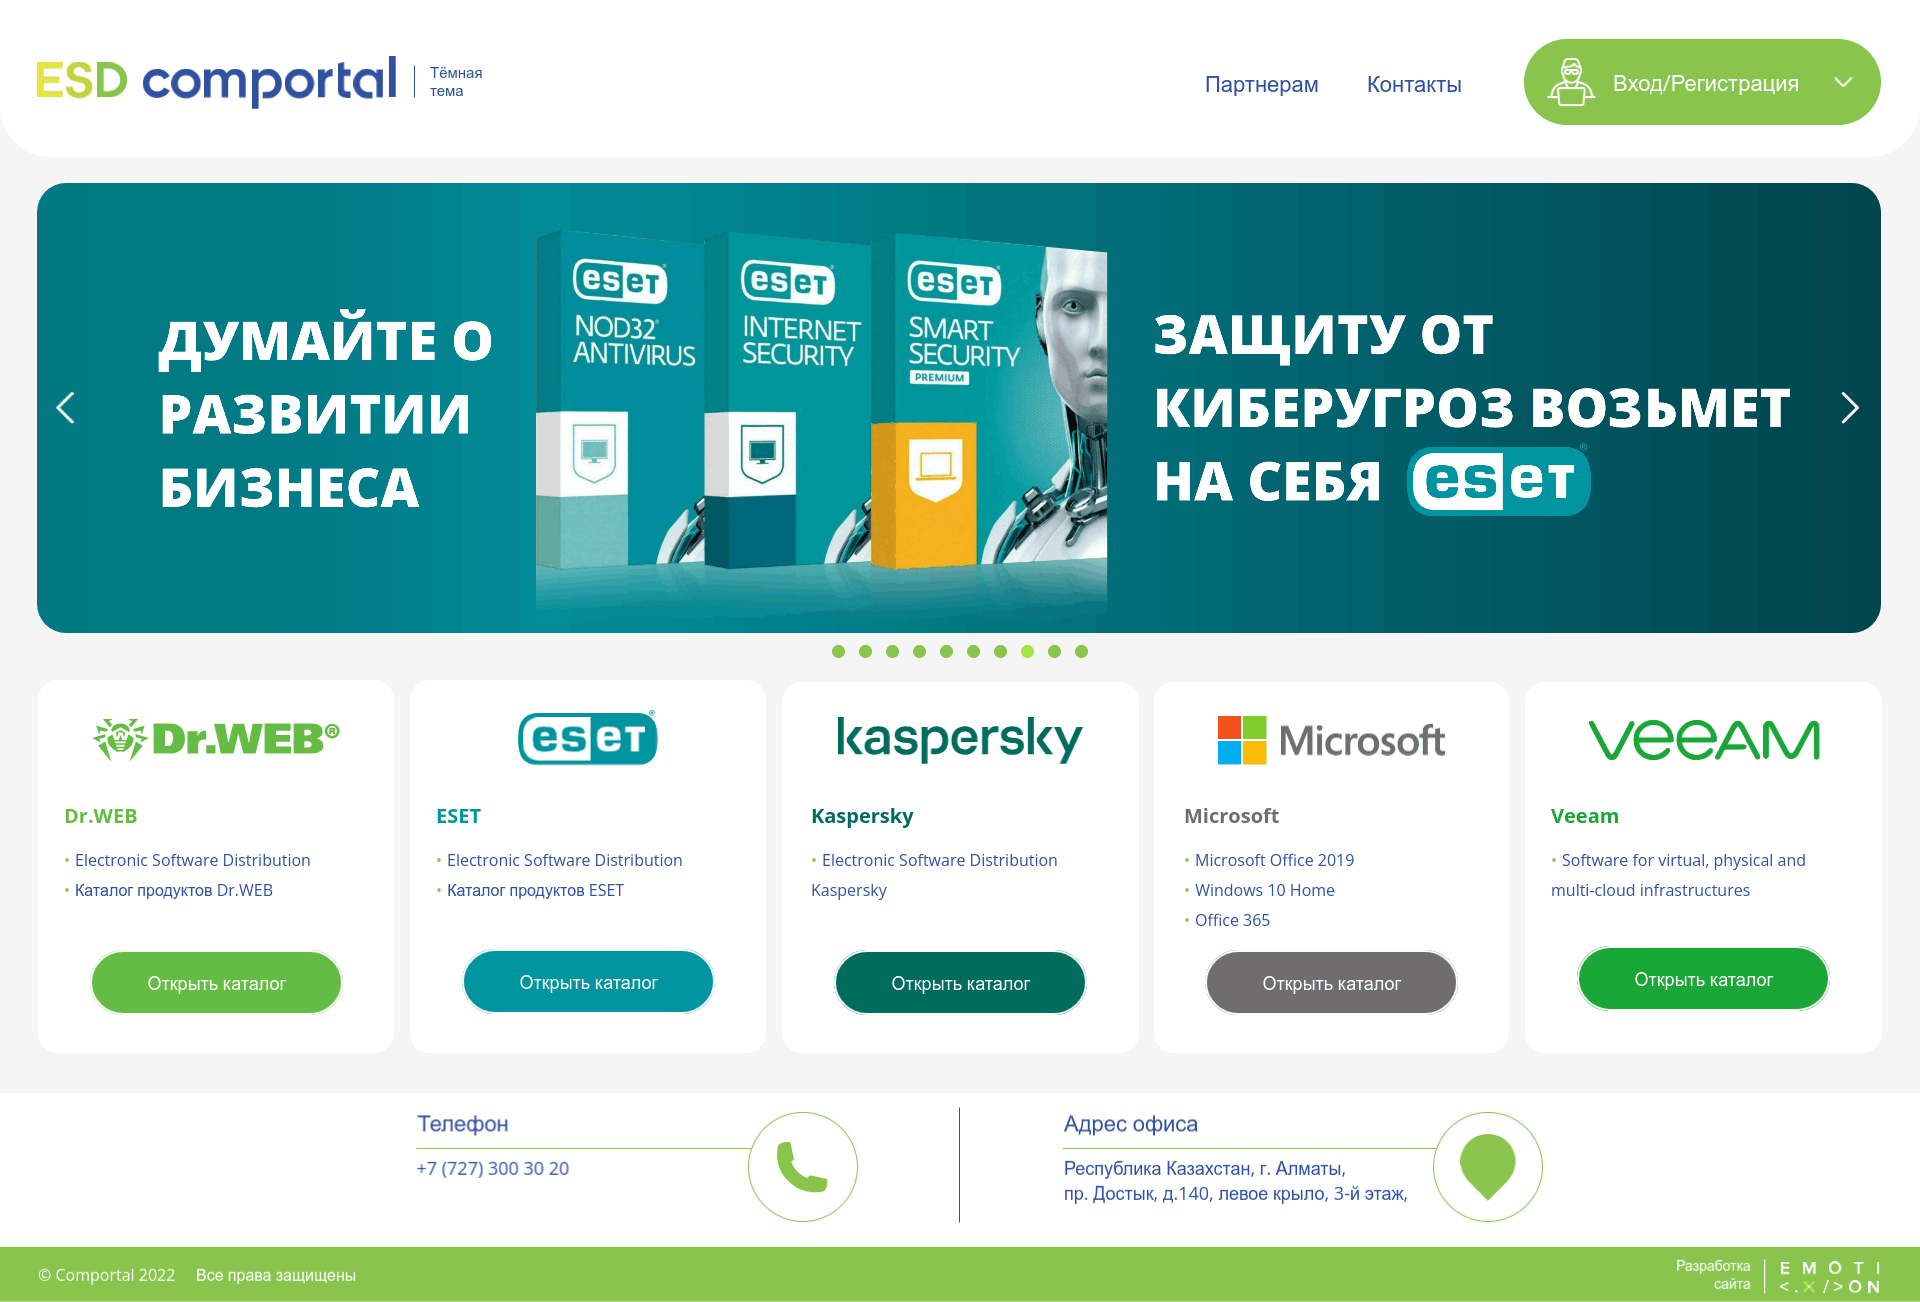 ESD comportal
Тёмная
тема
Партнерам
Контакты
Вход/Регистрация
ДУМАЙТЕ О
РАЗВИТИИ
БИЗНЕСА
eset
NOD32®
ANTIVIRUS
eset
INTERNET
SECURITY
eset
SMART
SECURITY
PREMIUM
ЗАЩИТУ ОТ
КИБЕРУГРОЗ ВОЗЬМЕТ
НА СЕБЯ eset®
Dr.WEB®
Dr.WEB
• Electronic Software Distribution
• Каталог продуктов Dr.WEB
Открыть каталог
eset®
ESET
• Electronic Software Distribution
• Каталог продуктов ESET
Открыть каталог
kaspersky
Kaspersky
• Electronic Software Distribution
Kaspersky
Открыть каталог
Microsoft
Microsoft
• Microsoft Office 2019
• Windows 10 Home
• Office 365
Открыть каталог
veeAM
Veeam
• Software for virtual, physical and
multi-cloud infrastructures
Открыть каталог
Телефон
+7 (727) 300 30 20
Адрес офиса
Республика Казахстан, г. Алматы,
пр. Достык, д.140, левое крыло, 3-й этаж,
© Comportal 2022 Все права защищены
Разработка
сайта
EMOTI
<.X/>ON